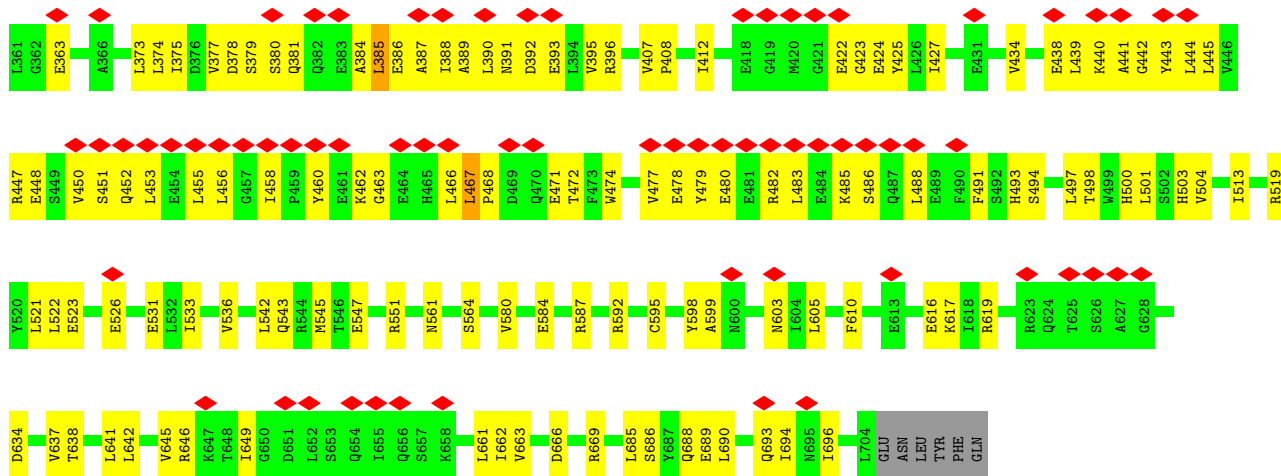 L361 G362 E363 A366 L373 L374 I375 D376 V377 D378 S379 S380 Q381 Q382 E383 A384 L385 E386 A387 I388 A389 L390 N391 D392 E393 L394 V395 R396 V407 P408 I412 E418 G419 M420 G421 E422 G423 E424 Y425 L426 I427 E431 V434 E438 L439 K440 A441 G442 Y443 L444 L445 V446
R447 E448 S449 V450 S451 Q452 L453 E454 L455 L456 G457 I458 P459 Y460 E461 K462 G463 E464 H465 L466 L467 P468 D469 Q470 E471 T472 F473 W474 V477 E478 Y479 E480 E481 R482 L483 E484 K485 S486 Q487 L488 E489 F490 F491 S492 H493 S494 L497 T498 W499 H500 L501 S502 H503 V504 I513 R519
Y520 L521 L522 E523 E526 E531 L532 I533 V536 L542 Q543 R544 M545 T546 E547 R551 N561 S564 V580 E584 R587 R592 C595 Y598 A599 N600 N603 I604 L605 F610 E613 E616 K617 I618 R619 R623 Q624 T625 S626 A627 G628
D634 V637 T638 L641 L642 V645 R646 K647 T648 I649 G650 D651 L652 S653 Q654 I655 Q656 S657 K658 L661 I662 V663 D666 R669 L685 S686 Y687 Q688 E689 L690 Q693 I694 N695 I696 L704 GLU ASN LEU TYR PHE GLN